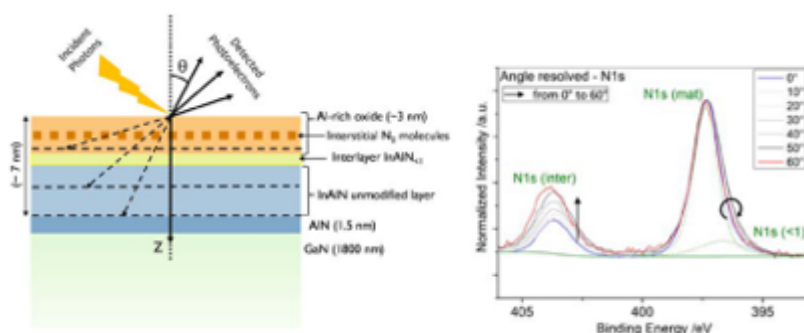 Incident
Photons
θ
Detected
Photoelectrons
Al-rich oxide (~3 nm)
Interstitial N₂ molecules
Interlayer InAlN<1
(~ 7 nm)
InAlN unmodified layer
AlN (1.5 nm)
Z
GaN (1800 nm)
Angle resolved - N1s
from 0° to 60°
N1s (mat)
N1s (inter)
N1s (<1)
0°
10°
20°
30°
40°
50°
60°
Normalized Intensity /a.u.
405
400
395
Binding Energy /eV